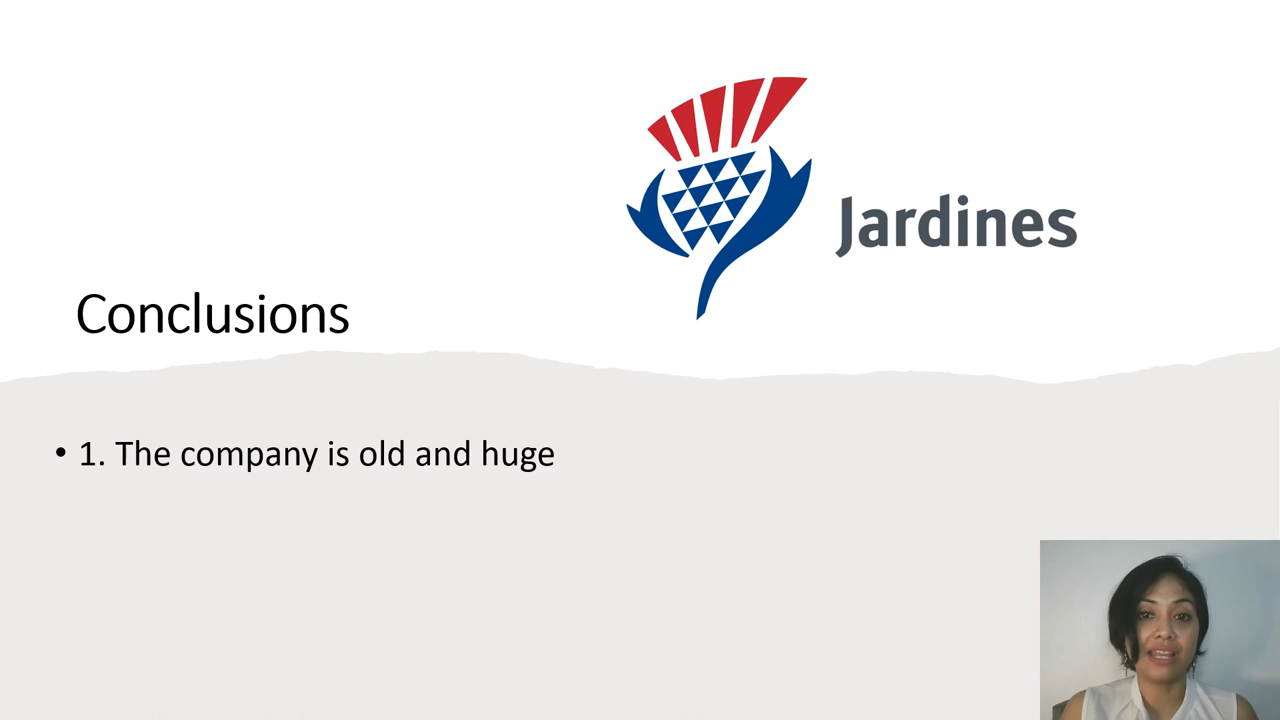 Jardines
Conclusions
• 1. The company is old and huge